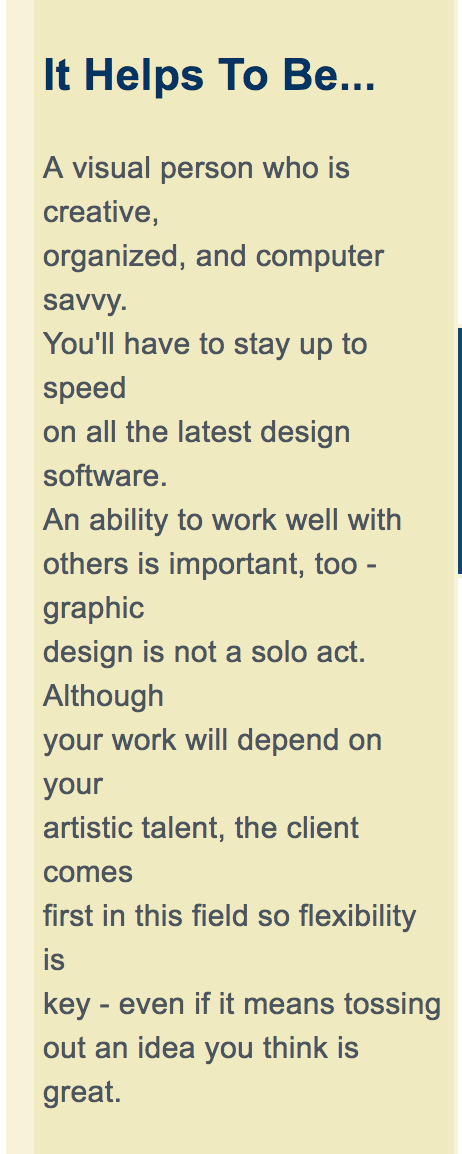 It Helps To Be...
A visual person who is
creative,
organized, and computer
savvy.
You'll have to stay up to
speed
on all the latest design
software.
An ability to work well with
others is important, too -
graphic
design is not a solo act.
Although
your work will depend on
your
artistic talent, the client
comes
first in this field so flexibility
is
key - even if it means tossing
out an idea you think is
great.